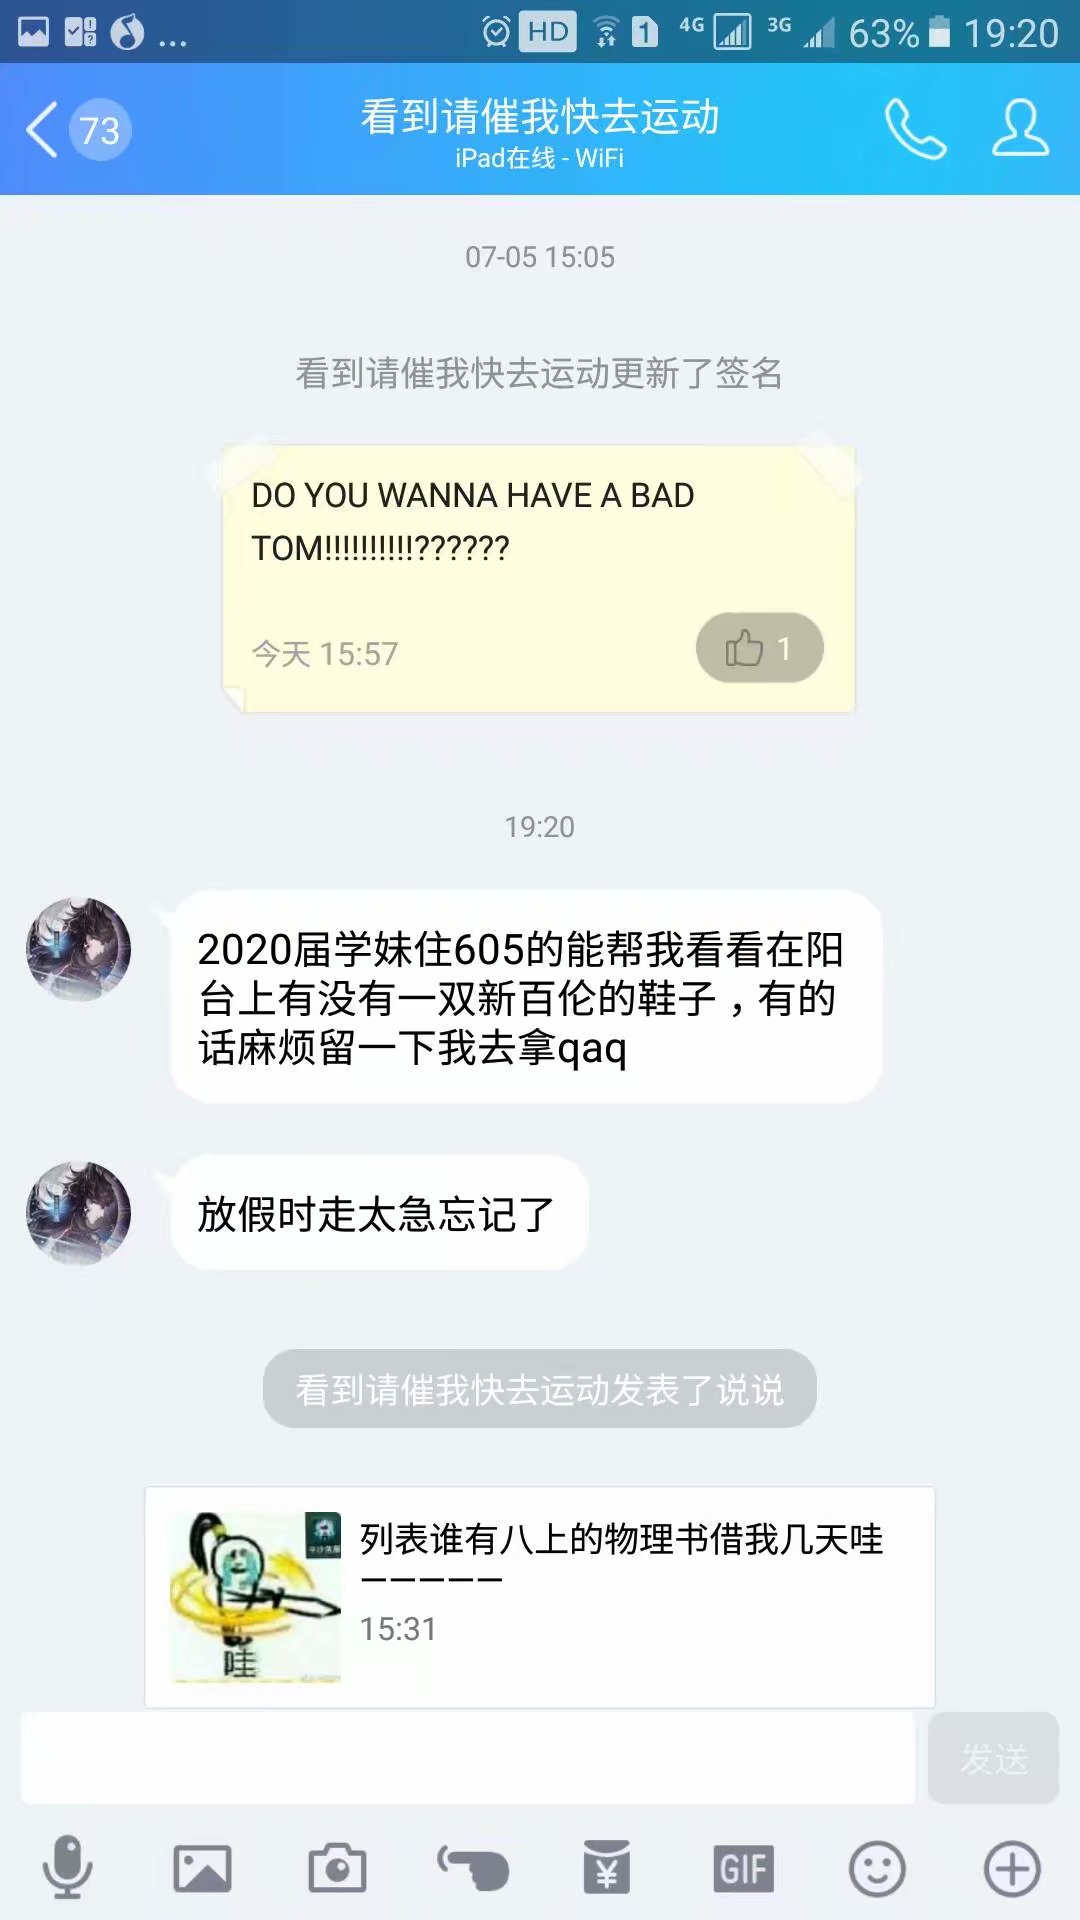 HD 1 4G 3G 63% 19:20
73
看到请催我快去运动
iPad在线 - WiFi
07-05 15:05
看到请催我快去运动更新了签名
DO YOU WANNA HAVE A BAD
TOM!!!!!!!!!!??????
今天 15:57
1
19:20
2020届学妹住605的能帮我看看在阳
台上有没有一双新百伦的鞋子，有的
话麻烦留一下我去拿qaq
放假时走太急忘记了
看到请催我快去运动发表了说说
列表谁有八上的物理书借我几天哇
—————
15:31
哇
发送
GIF